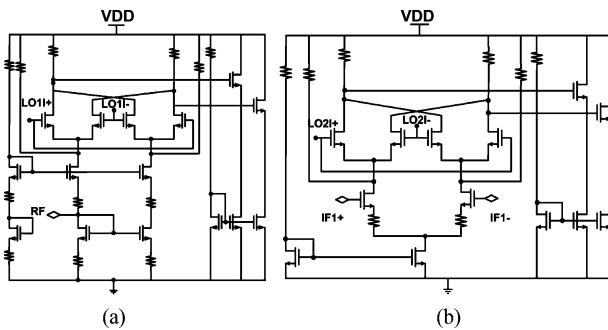 VDD
LO1I+
LO1I-
RF
(a)
VDD
LO2I+
LO2I-
IF1+
IF1-
(b)